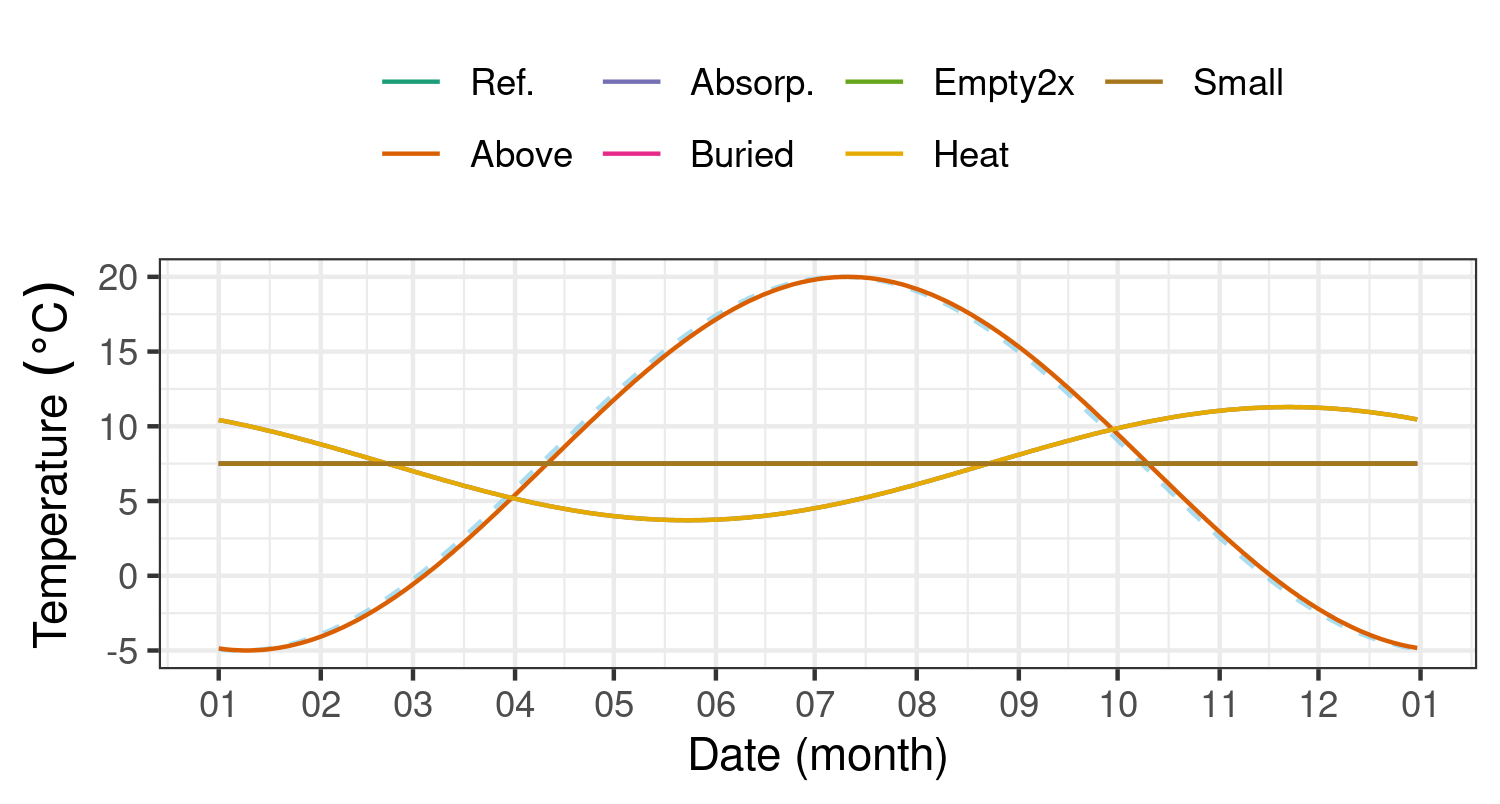 Ref. Absorp. Empty2x Small
Above Buried Heat
Temperature (°C)
20
15
10
5
0
-5
01 02 03 04 05 06 07 08 09 10 11 12 01
Date (month)